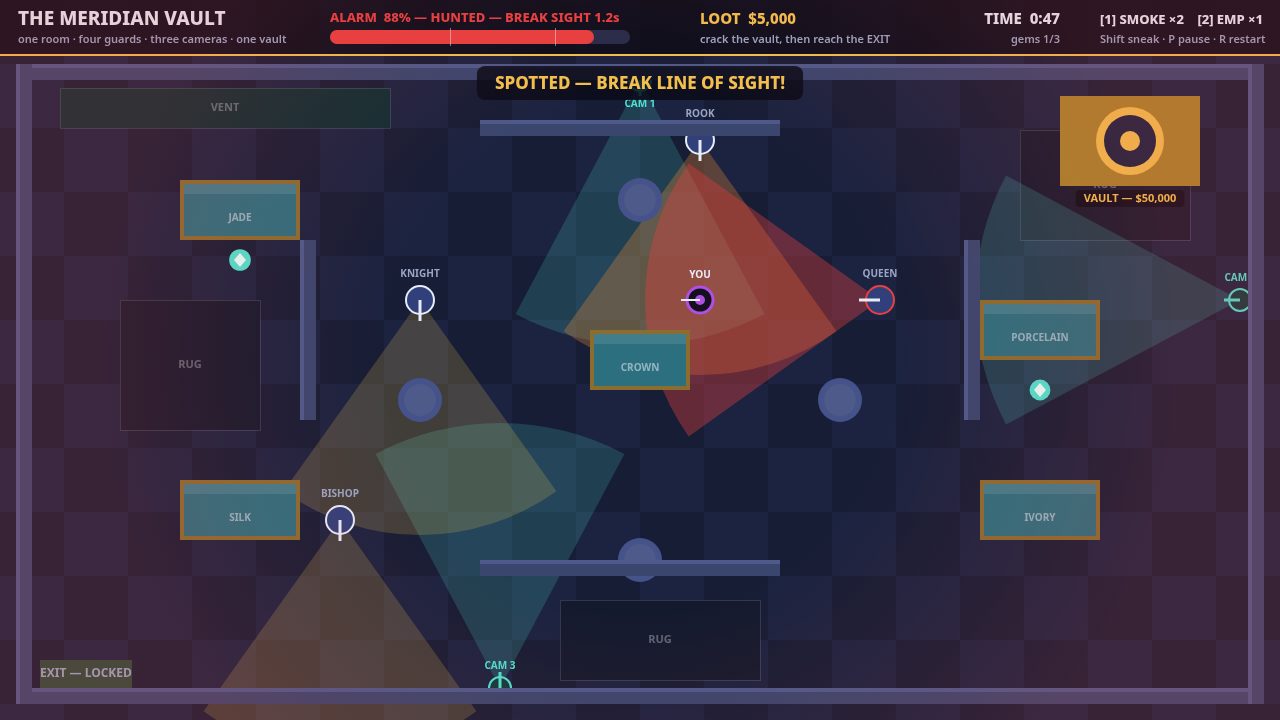 THE MERIDIAN VAULT
one room · four guards · three cameras · one vault
ALARM 88% — HUNTED — BREAK SIGHT 1.2s
LOOT $5,000
crack the vault, then reach the EXIT
TIME 0:47
gems 1/3
[1] SMOKE ×2 [2] EMP ×1
Shift sneak · P pause · R restart
SPOTTED — BREAK LINE OF SIGHT!
VENT
CAM 1
ROOK
RUG
VAULT — $50,000
JADE
KNIGHT
YOU
QUEEN
CAM
PORCELAIN
RUG
CROWN
BISHOP
SILK
IVORY
RUG
CAM 3
EXIT — LOCKED